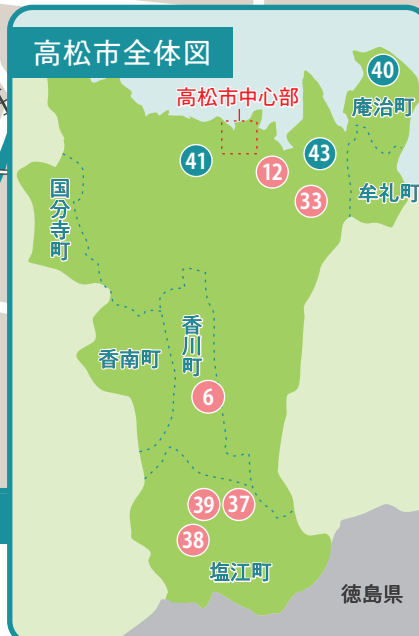 高松市全体図
40
高松市中心部
庵治町
41
43
12
牟礼町
33
国分寺町
香川町
香南町
6
39
37
38
塩江町
徳島県